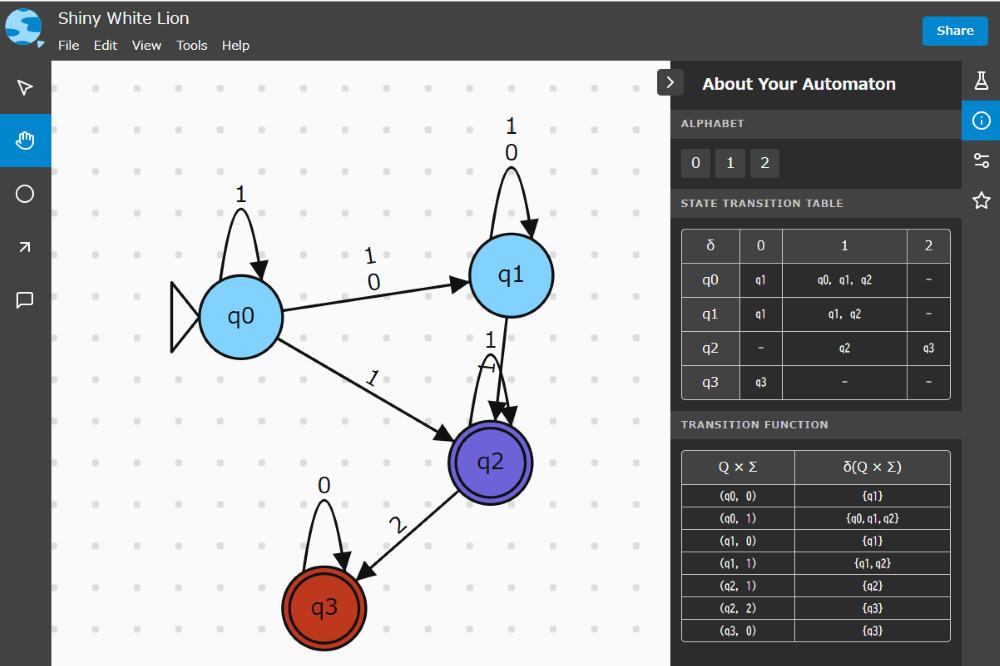 Shiny White Lion
File Edit View Tools Help
Share
About Your Automaton
ALPHABET
0 1 2
STATE TRANSITION TABLE
δ 0 1 2
q0 q1 q0, q1, q2 -
q1 q1 q1, q2 -
q2 - q2 q3
q3 q3 - -
TRANSITION FUNCTION
Q × Σ δ(Q × Σ)
(q0, 0) {q1}
(q0, 1) {q0,q1,q2}
(q1, 0) {q1}
(q1, 1) {q1,q2}
(q2, 1) {q2}
(q2, 2) {q3}
(q3, 0) {q3}
1
0
1
1
0
q1
q0
1
1
1
q2
2
0
q3